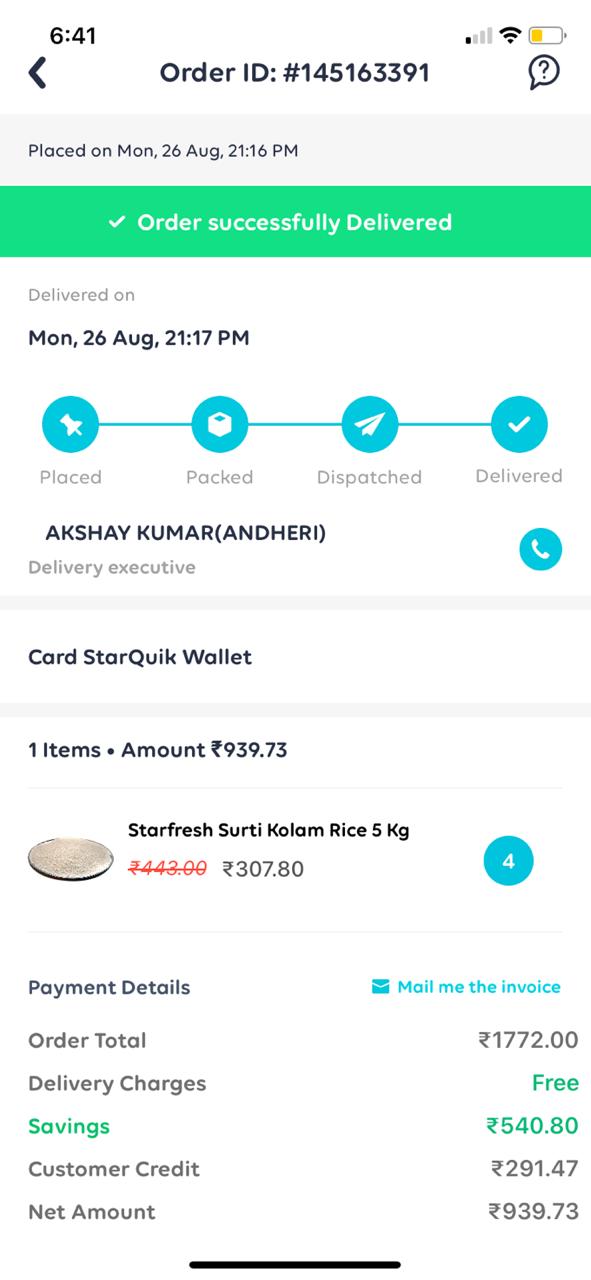 6:41
Order ID: #145163391
Placed on Mon, 26 Aug, 21:16 PM
Order successfully Delivered
Delivered on
Mon, 26 Aug, 21:17 PM
Placed Packed Dispatched Delivered
AKSHAY KUMAR(ANDHERI)
Delivery executive
Card StarQuik Wallet
1 Items • Amount ₹939.73
Starfresh Surti Kolam Rice 5 Kg
₹443.00 ₹307.80 4
Payment Details Mail me the invoice
Order Total ₹1772.00
Delivery Charges Free
Savings ₹540.80
Customer Credit ₹291.47
Net Amount ₹939.73